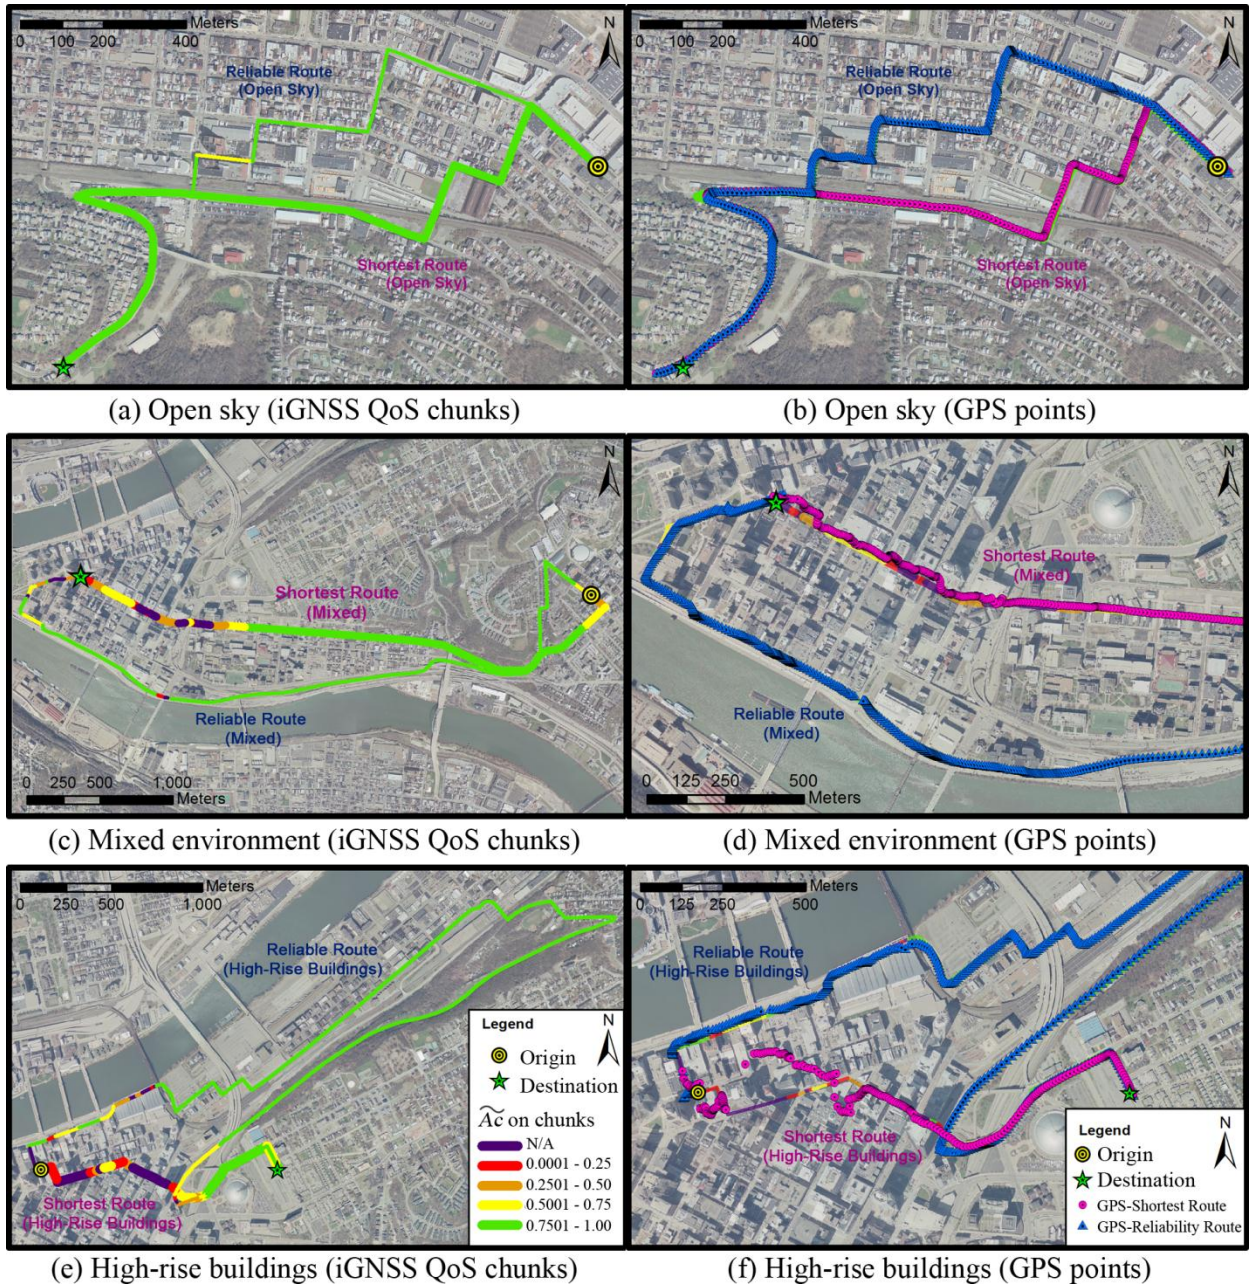 Meters
0 100 200 400
N
Reliable Route
(Open Sky)
Shortest Route
(Open Sky)
(a) Open sky (iGNSS QoS chunks)
Meters
0 100 200 400
N
Reliable Route
(Open Sky)
Shortest Route
(Open Sky)
(b) Open sky (GPS points)
N
Shortest Route
(Mixed)
Reliable Route
(Mixed)
0 250 500 1,000
Meters
(c) Mixed environment (iGNSS QoS chunks)
N
Shortest Route
(Mixed)
Reliable Route
(Mixed)
0 125 250 500
Meters
(d) Mixed environment (GPS points)
Meters
0 250 500 1,000
Reliable Route
(High-Rise Buildings)
Shortest Route
(High-Rise Buildings)
Legend
N
Origin
Destination
Ac on chunks
N/A
0.0001 - 0.25
0.2501 - 0.50
0.5001 - 0.75
0.7501 - 1.00
(e) High-rise buildings (iGNSS QoS chunks)
Meters
0 125 250 500
Reliable Route
(High-Rise Buildings)
Shortest Route
(High-Rise Buildings)
Legend
N
Origin
Destination
GPS-Shortest Route
GPS-Reliability Route
(f) High-rise buildings (GPS points)